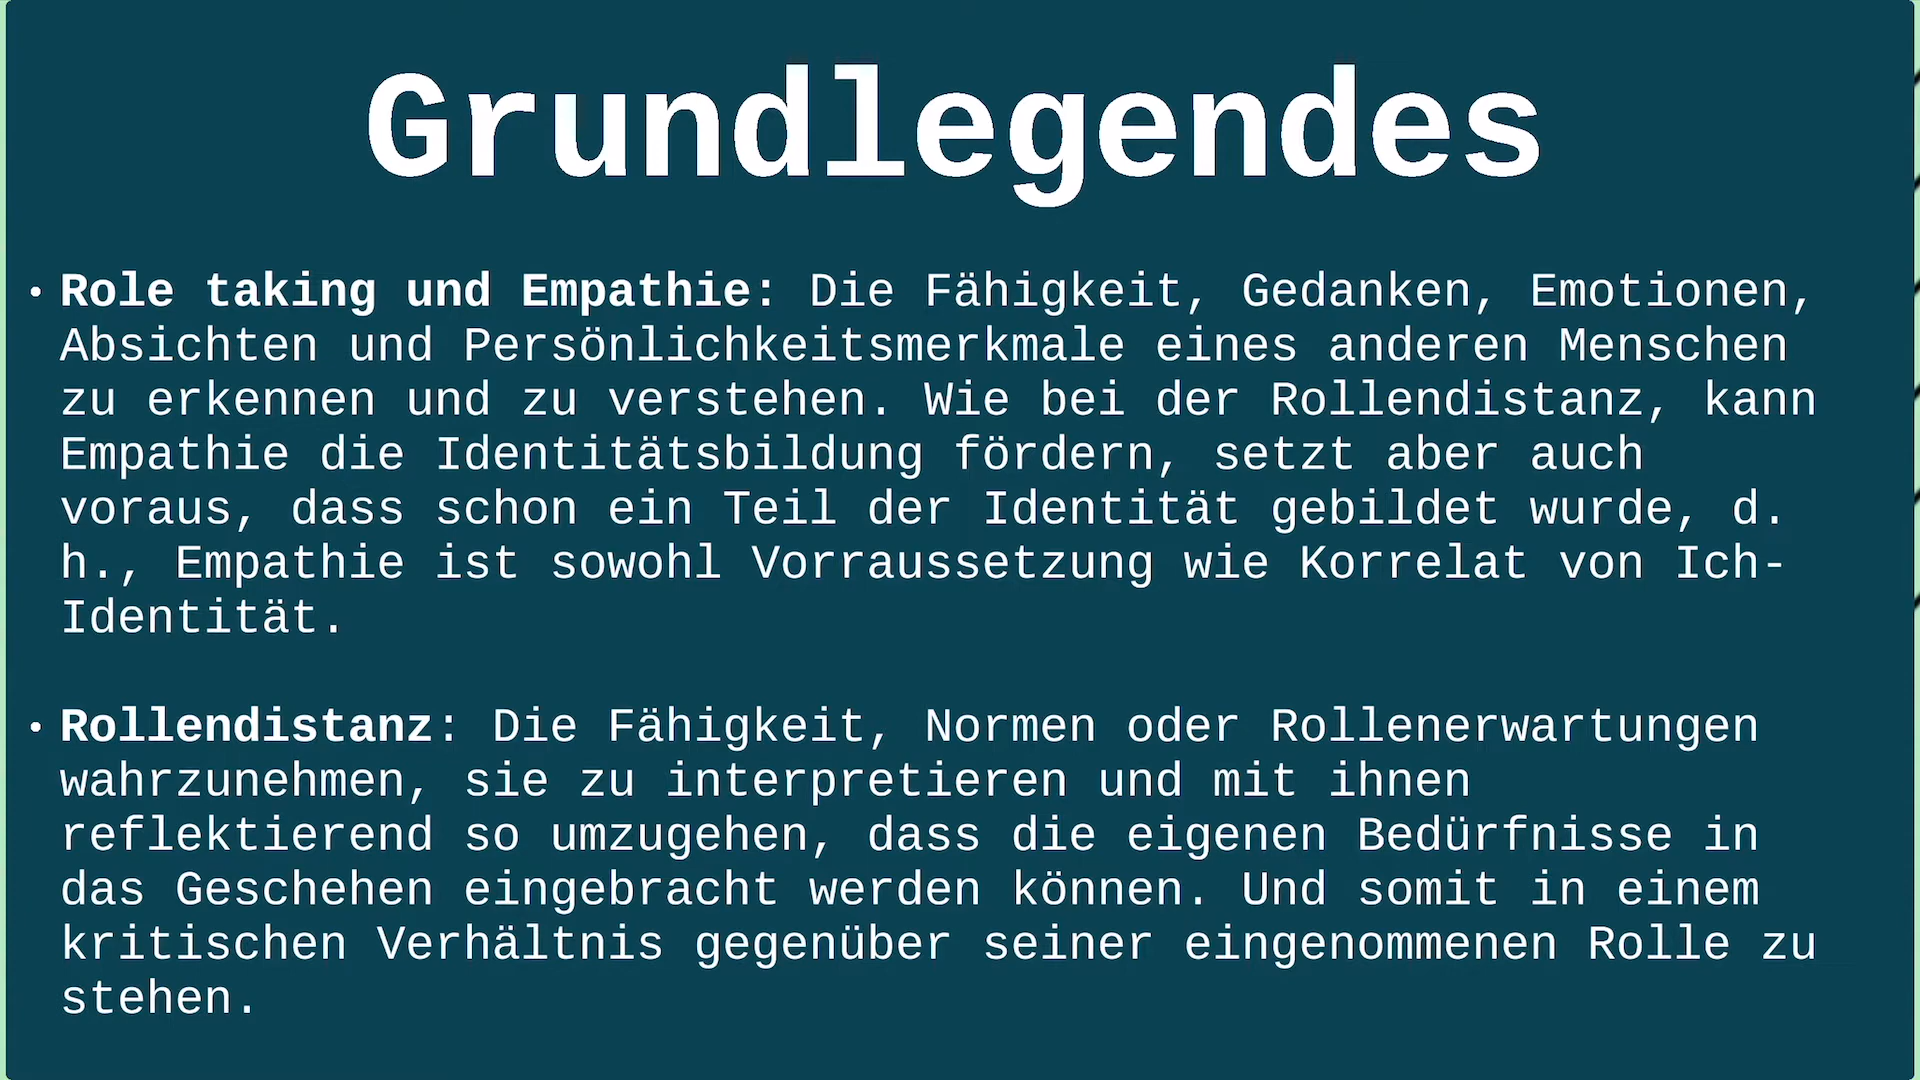 Grundlegendes
• Role taking und Empathie: Die Fähigkeit, Gedanken, Emotionen,
Absichten und Persönlichkeitsmerkmale eines anderen Menschen
zu erkennen und zu verstehen. Wie bei der Rollendistanz, kann
Empathie die Identitätsbildung fördern, setzt aber auch
voraus, dass schon ein Teil der Identität gebildet wurde, d.
h., Empathie ist sowohl Vorraussetzung wie Korrelat von Ich-
Identität.
• Rollendistanz: Die Fähigkeit, Normen oder Rollenerwartungen
wahrzunehmen, sie zu interpretieren und mit ihnen
reflektierend so umzugehen, dass die eigenen Bedürfnisse in
das Geschehen eingebracht werden können. Und somit in einem
kritischen Verhältnis gegenüber seiner eingenommenen Rolle zu
stehen.